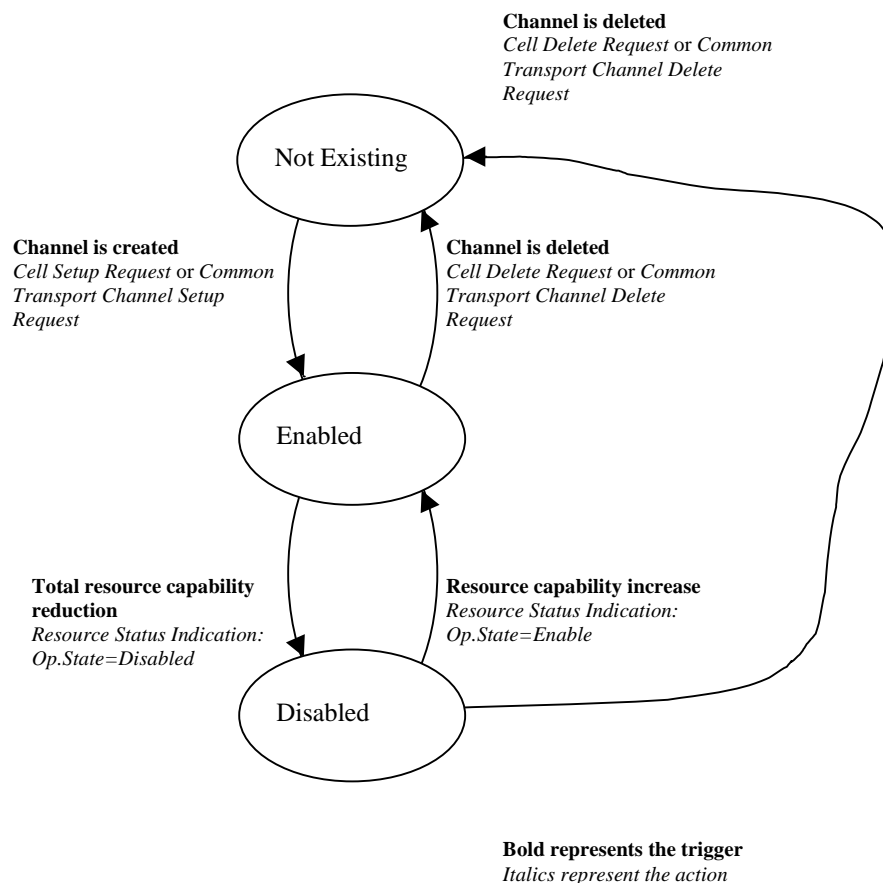 Channel is deleted
Cell Delete Request or Common
Transport Channel Delete
Request
Not Existing
Channel is created
Cell Setup Request or Common
Transport Channel Setup
Request
Channel is deleted
Cell Delete Request or Common
Transport Channel Delete
Request
Enabled
Total resource capability
reduction
Resource Status Indication:
Op.State=Disabled
Resource capability increase
Resource Status Indication:
Op.State=Enable
Disabled
Bold represents the trigger
Italics represent the action